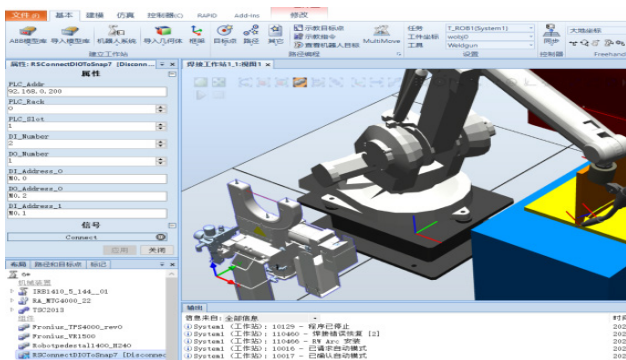 文件(F) 基本 建模 仿真 控制器(C) RAPID Add-Ins 修改
ABB模型库 导入模型库 机器人系统 导入几何体 框架 目标点 路径 其它
示教目标点
示教指令
查看机器人目标
MultiMove
任务 T_ROB1(System1)
工件坐标 wobj0
工具 Weldgun
同步
大地坐标
建立工作站 路径编程 设置 控制器 Freehand
属性: RSConnectDIOToSnap7 [Disconn...
焊接工作站1_1:视图1
属性
PLC_Addr
92.168.0.200
PLC_Rack
0
PLC_Slot
1
DI_Number
2
DO_Number
1
DI_Address_0
M0.0
DO_Address_0
M0.2
DI_Address_1
M0.1
信号
Connect
应用 关闭
布局 路径和目标点 标记
机械装置
IRB1410_5_144__01
RA_MTG4000_22
TSC2013
组件
Fronius_TPS4000_rev0
Fronius_VR1500
Robotpedestal1400_H240
RSConnectDIOToSnap7 [Disconnec
输出
信息来自: 全部信息
时间
System1 (工作站): 10129 - 程序已停止
System1 (工作站): 110460 - 焊接错误恢复 [2]
System1 (工作站): 110466 - RW Arc 安装
System1 (工作站): 10016 - 已请求自动模式
System1 (工作站): 10017 - 已确认自动模式